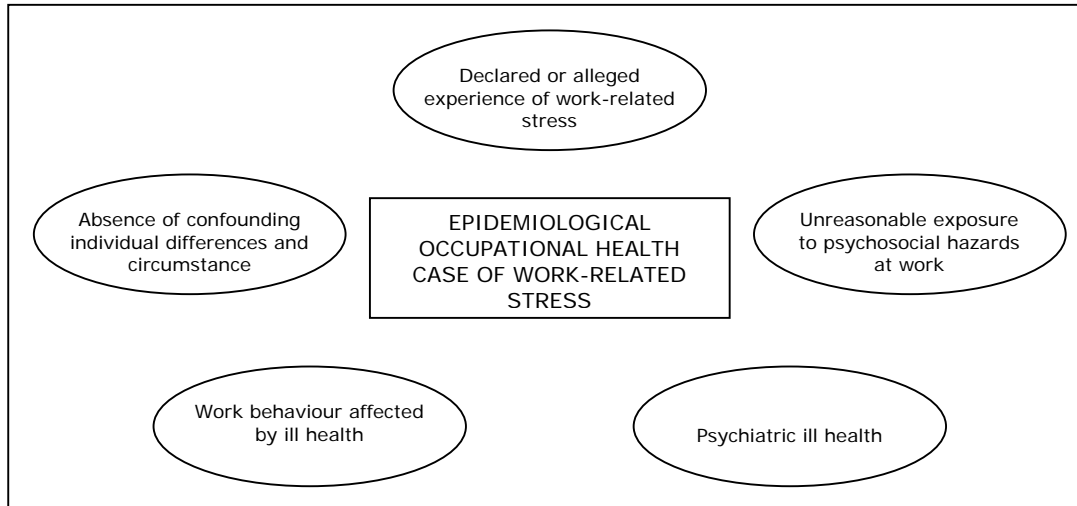 Declared or alleged
experience of work-related
stress
Absence of confounding
individual differences and
circumstance
EPIDEMIOLOGICAL
OCCUPATIONAL HEALTH
CASE OF WORK-RELATED
STRESS
Unreasonable exposure
to psychosocial hazards
at work
Work behaviour affected
by ill health
Psychiatric ill health